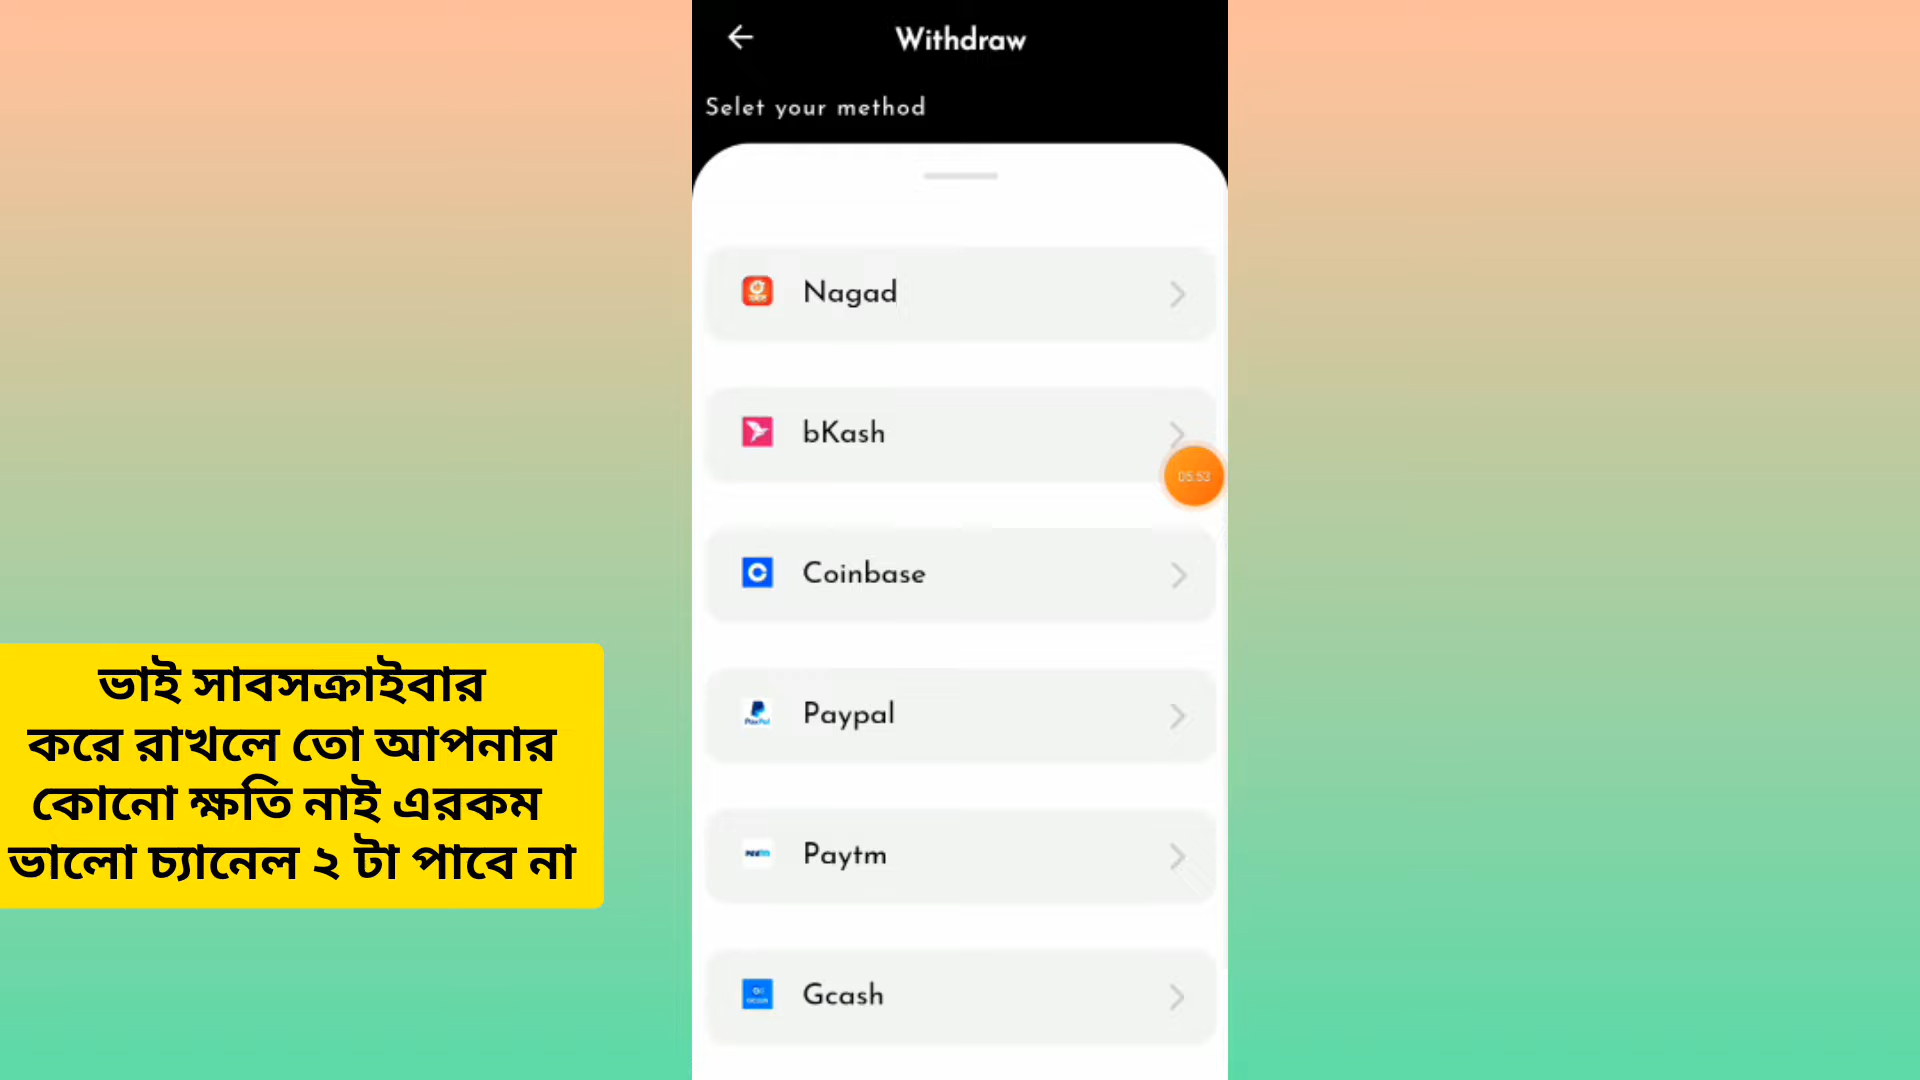 Withdraw
Selet your method
Nagad
bKash
05:53
Coinbase
Paypal
Paytm
Gcash
ভাই সাবসক্রাইবার
করে রাখলে তো আপনার
কোনো ক্ষতি নাই এরকম
ভালো চ্যানেল ২ টা পাবে না